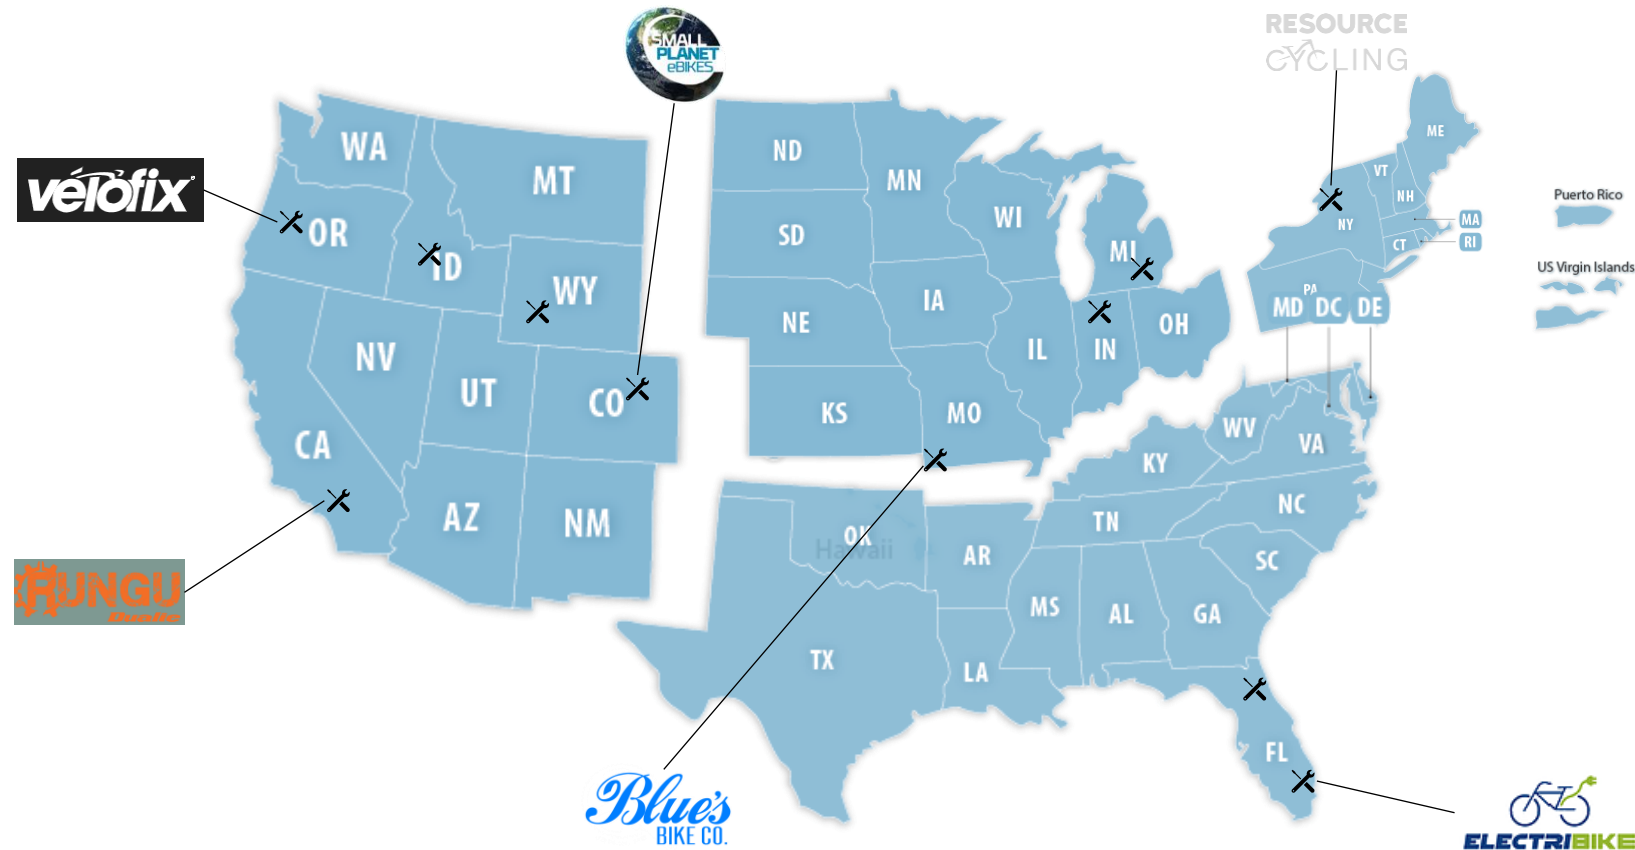 SMALL
PLANET
eBIKES
RESOURCE
CYCLING
velofix
WA
MT
OR
ID
WY
NV
UT
CO
CA
AZ
NM
ND
MN
SD
WI
MI
NE
IA
IL
IN
OH
KS
MO
ME
VT
NH
NY
MA
CT
RI
PA
MD
DC
DE
Puerto Rico
US Virgin Islands
WV
VA
KY
NC
TN
SC
OK
Hawaii
AR
MS
AL
GA
TX
LA
FL
RUNGU
Dualie
Blue's
BIKE CO.
ELECTRIBIKE